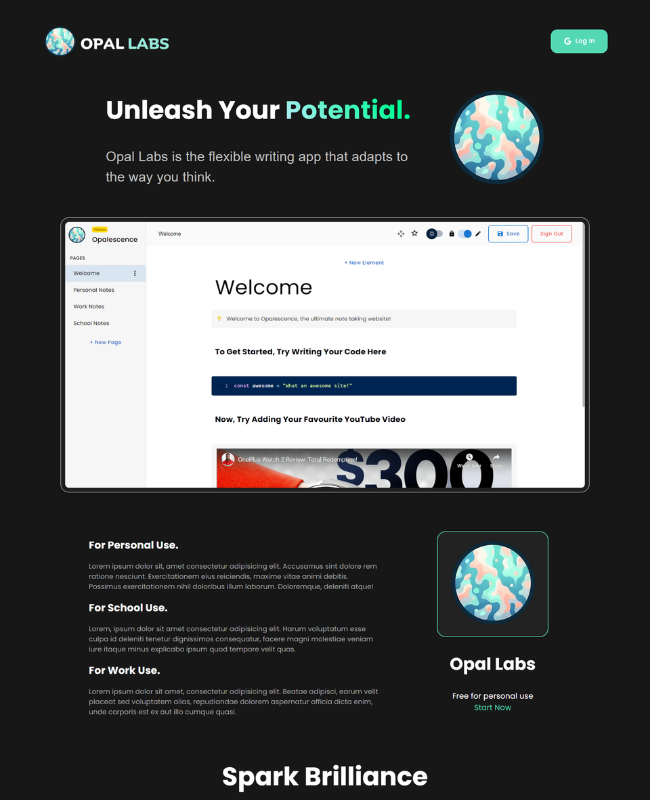 OPAL LABS
Log In
Unleash Your Potential.
Opal Labs is the flexible writing app that adapts to
the way you think.
Opalescence
Welcome
Save
Sign Out
PAGES
Welcome
Personal Notes
Work Notes
School Notes
+ New Page
+ New Element
Welcome
Welcome to Opalescence, the ultimate note taking website!
To Get Started, Try Writing Your Code Here
1 const awesome = "What an awesome site!"
Now, Try Adding Your Favourite YouTube Video
OnePlus Watch 2 Review: Total Redemption!
$300
For Personal Use.
Lorem ipsum dolor sit, amet consectetur adipisicing elit. Accusamus sint dolore rem
ratione nesciunt. Exercitationem eius reiciendis, maxime vitae animi debitis.
Possimus exercitationem nihil doloribus illum laborum. Doloremque, deleniti atque!
For School Use.
Lorem, ipsum dolor sit amet consectetur adipisicing elit. Harum voluptatum esse
culpa id deleniti tenetur dignissimos consequatur, facere magni molestiae veniam
iure itaque minus explicabo ipsum quod tempore velit quas.
For Work Use.
Lorem ipsum dolor sit amet, consectetur adipisicing elit. Beatae adipisci, earum velit
placeat sed voluptatem alias, repudiandae dolorem aspernatur officia dicta enim,
unde corporis est ex aut illo cumque quasi.
Opal Labs
Free for personal use
Start Now
Spark Brilliance